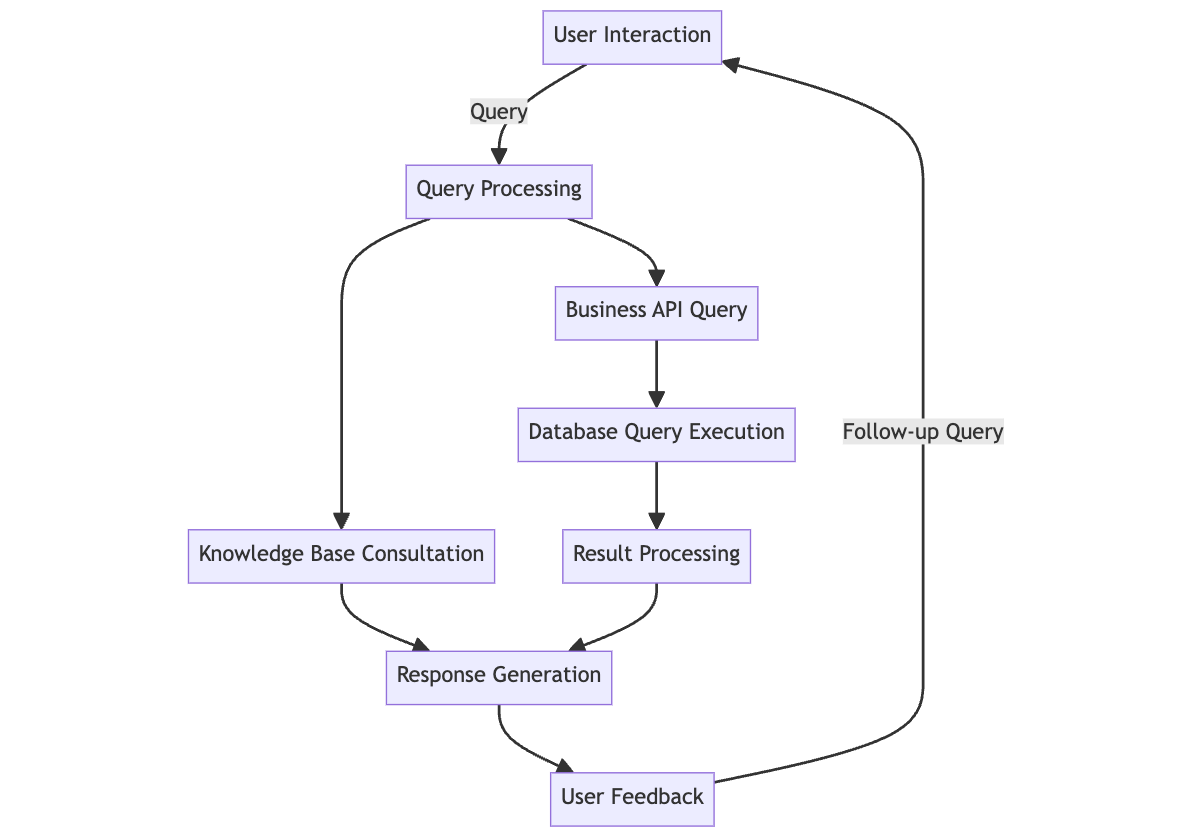 User Interaction
Query
Query Processing
Business API Query
Database Query Execution
Follow-up Query
Knowledge Base Consultation
Result Processing
Response Generation
User Feedback